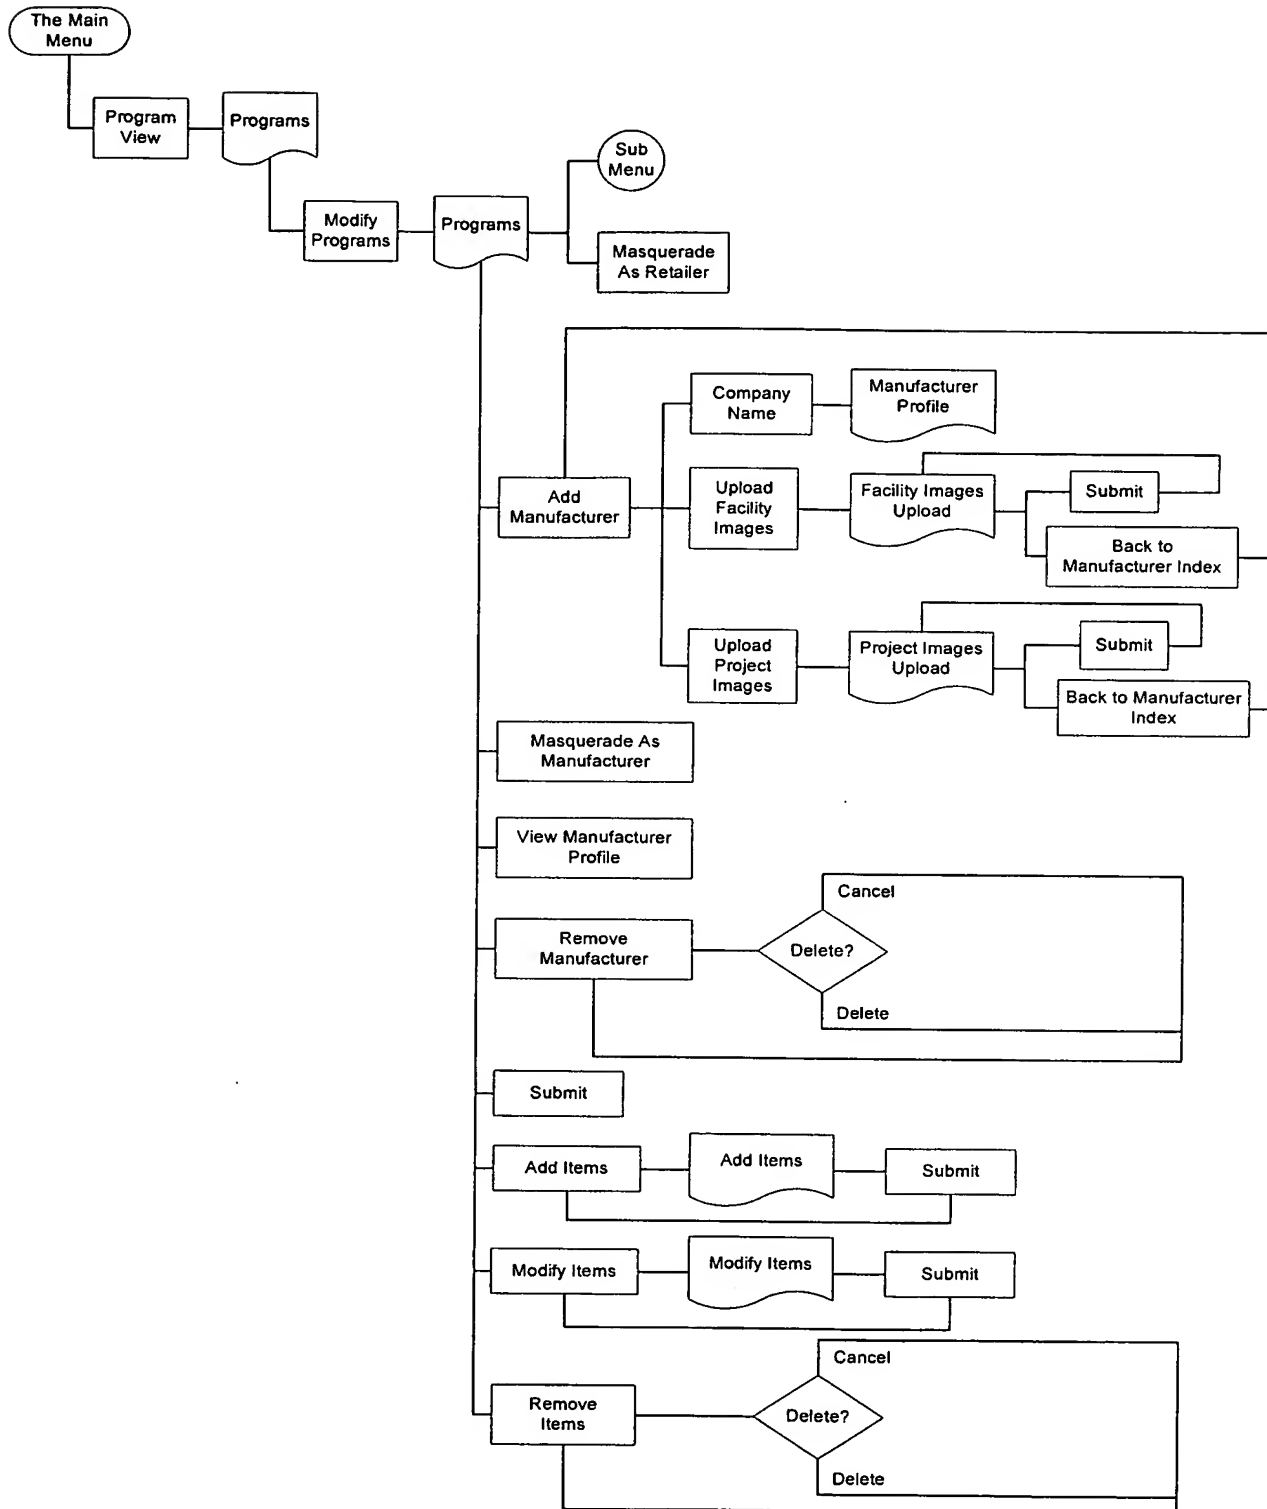 The Main
Menu
Program
View
Programs
Modify
Programs
Programs
Sub
Menu
Masquerade
As Retailer
Company
Name
Manufacturer
Profile
Add
Manufacturer
Upload
Facility
Images
Facility Images
Upload
Submit
Back to
Manufacturer Index
Upload
Project
Images
Project Images
Upload
Submit
Back to Manufacturer
Index
Masquerade As
Manufacturer
View Manufacturer
Profile
Remove
Manufacturer
Delete?
Cancel
Delete
Submit
Add Items
Add Items
Submit
Modify Items
Modify Items
Submit
Remove
Items
Delete?
Cancel
Delete